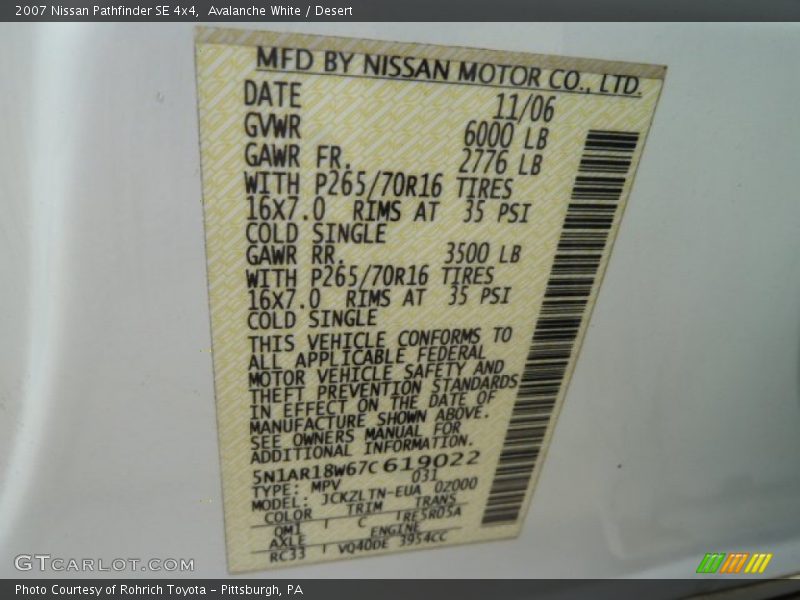 2007 Nissan Pathfinder SE 4x4, Avalanche White / Desert
MFD BY NISSAN MOTOR CO., LTD.
DATE 11/06
GVWR 6000 LB
GAWR FR. 2776 LB
WITH P265/70R16 TIRES
16X7.0 RIMS AT 35 PSI
COLD SINGLE
GAWR RR. 3500 LB
WITH P265/70R16 TIRES
16X7.0 RIMS AT 35 PSI
COLD SINGLE
THIS VEHICLE CONFORMS TO
ALL APPLICABLE FEDERAL
MOTOR VEHICLE SAFETY AND
THEFT PREVENTION STANDARDS
IN EFFECT ON THE DATE OF
MANUFACTURE SHOWN ABOVE.
SEE OWNERS MANUAL FOR
ADDITIONAL INFORMATION.
5N1AR18W67C619022
TYPE: MPV 031
MODEL: JCKZLTN-EUA 0Z000
COLOR TRIM TRANS
QM1 C TRE5R05A
AXLE ENGINE
RC33 VQ40DE 3954CC
GTCARLOT.COM
Photo Courtesy of Rohrich Toyota - Pittsburgh, PA